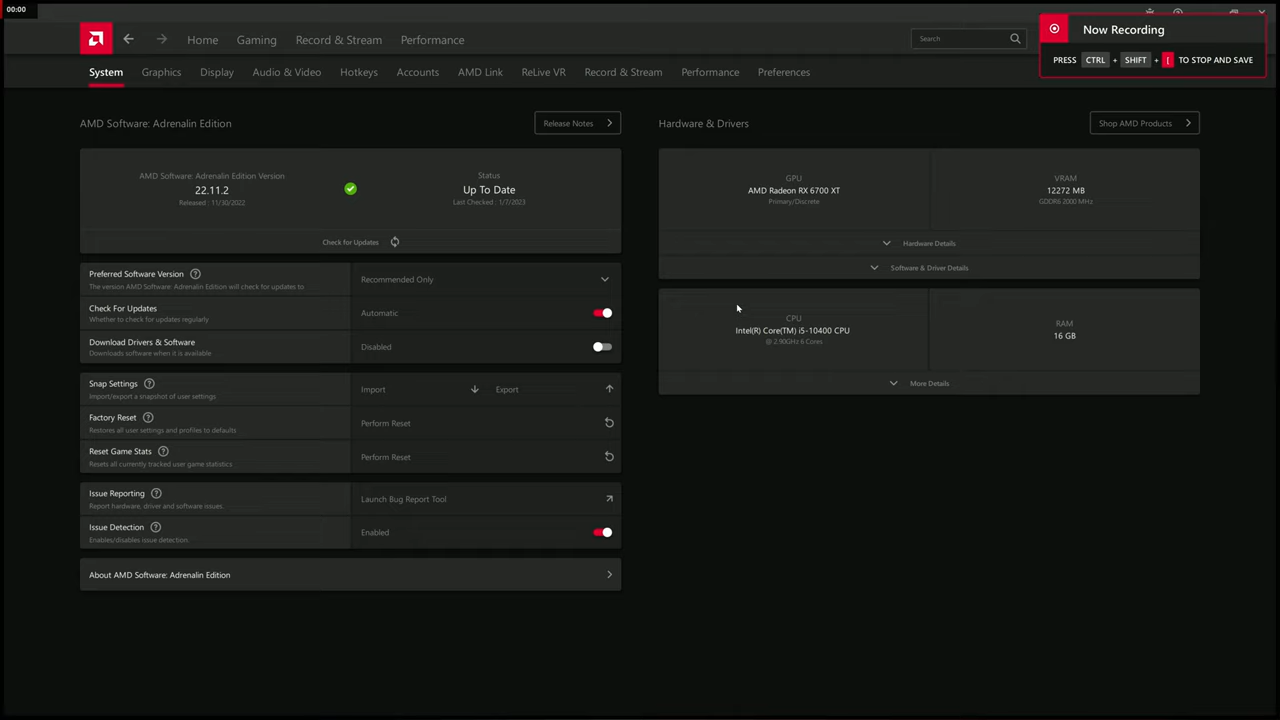 00:00
Home
Gaming
Record & Stream
Performance
Search
Now Recording
PRESS CTRL + SHIFT + [ TO STOP AND SAVE
System
Graphics
Display
Audio & Video
Hotkeys
Accounts
AMD Link
ReLive VR
Record & Stream
Performance
Preferences
AMD Software: Adrenalin Edition
Release Notes
AMD Software: Adrenalin Edition Version
22.11.2
Released : 11/30/2022
Status
Up To Date
Last Checked : 1/7/2023
Check for Updates
Preferred Software Version
The version AMD Software: Adrenalin Edition will check for updates to
Recommended Only
Check For Updates
Whether to check for updates regularly
Automatic
Download Drivers & Software
Downloads software when it is available
Disabled
Snap Settings
Import/export a snapshot of user settings
Import
Export
Factory Reset
Restores all user settings and profiles to defaults
Perform Reset
Reset Game Stats
Resets all currently tracked user game statistics
Perform Reset
Issue Reporting
Report hardware, driver and software issues.
Launch Bug Report Tool
Issue Detection
Enables/disables issue detection.
Enabled
About AMD Software: Adrenalin Edition
Hardware & Drivers
Shop AMD Products
GPU
AMD Radeon RX 6700 XT
Primary/Discrete
VRAM
12272 MB
GDDR6 2000 MHz
Hardware Details
Software & Driver Details
CPU
Intel(R) Core(TM) i5-10400 CPU
@ 2.90GHz 6 Cores
RAM
16 GB
More Details